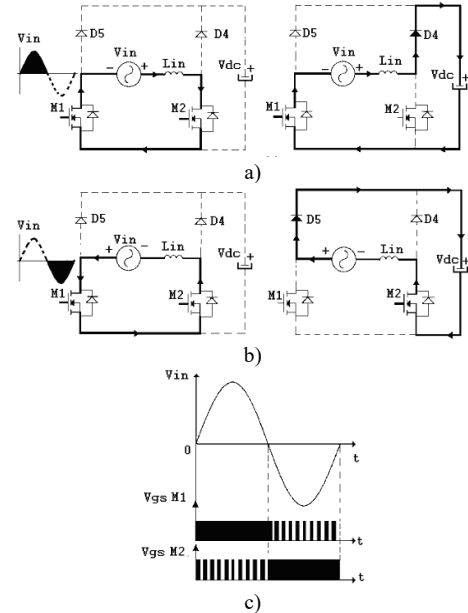 Vin
D5
D4
Vin
- +
Lin
Vdc
+
M1
M2
D5
D4
Vin
- +
Lin
Vdc
+
M1
M2
a)
Vin
D5
D4
+ Vin -
Lin
Vdc
+
M1
M2
D5
D4
Vin
+ -
Lin
Vdc
+
M1
M2
b)
Vin
0
t
Vgs M1
t
Vgs M2
t
c)